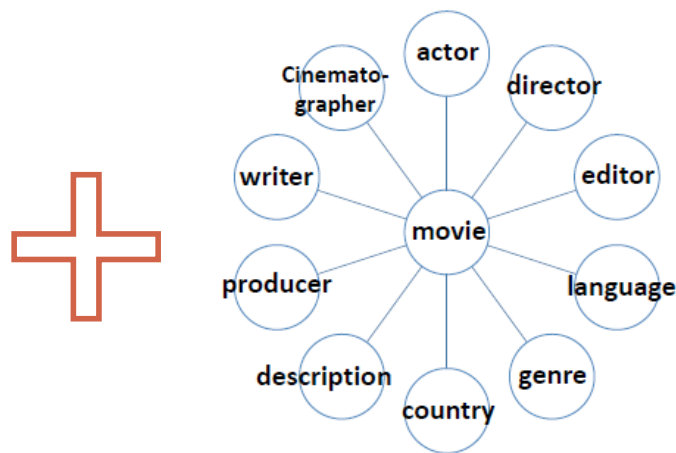 actor
Cinemato-
grapher
director
writer
editor
movie
producer
language
description
genre
country